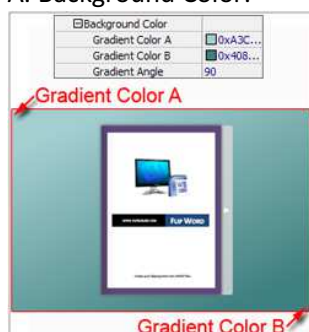 A. Background Color:
Background Color
Gradient Color A 0xA3C...
Gradient Color B 0x408...
Gradient Angle 90
Gradient Color A
FLIP WORD
Gradient Color B